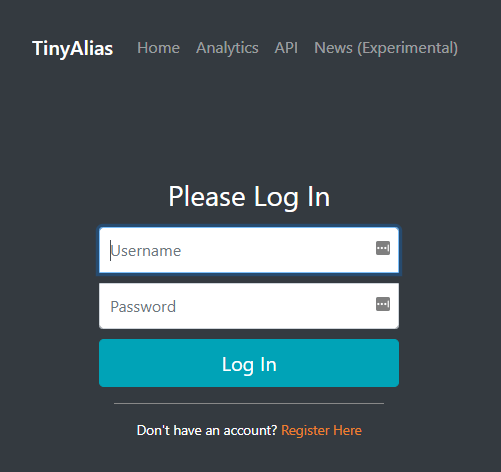 TinyAlias Home Analytics API News (Experimental)
Please Log In
Username
Password
Log In
Don't have an account? Register Here